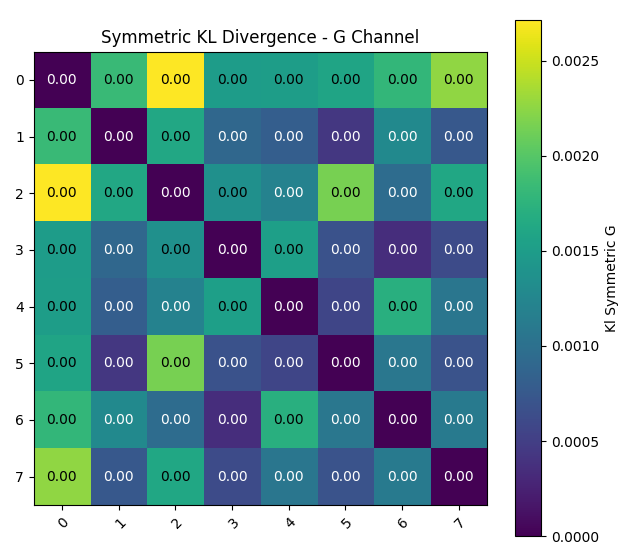 Symmetric KL Divergence - G Channel
0 0.00 0.00 0.00 0.00 0.00 0.00 0.00 0.00
1 0.00 0.00 0.00 0.00 0.00 0.00 0.00 0.00
2 0.00 0.00 0.00 0.00 0.00 0.00 0.00 0.00
3 0.00 0.00 0.00 0.00 0.00 0.00 0.00 0.00
4 0.00 0.00 0.00 0.00 0.00 0.00 0.00 0.00
5 0.00 0.00 0.00 0.00 0.00 0.00 0.00 0.00
6 0.00 0.00 0.00 0.00 0.00 0.00 0.00 0.00
7 0.00 0.00 0.00 0.00 0.00 0.00 0.00 0.00
0 1 2 3 4 5 6 7
0.0025
0.0020
0.0015
0.0010
0.0005
0.0000
Kl Symmetric G